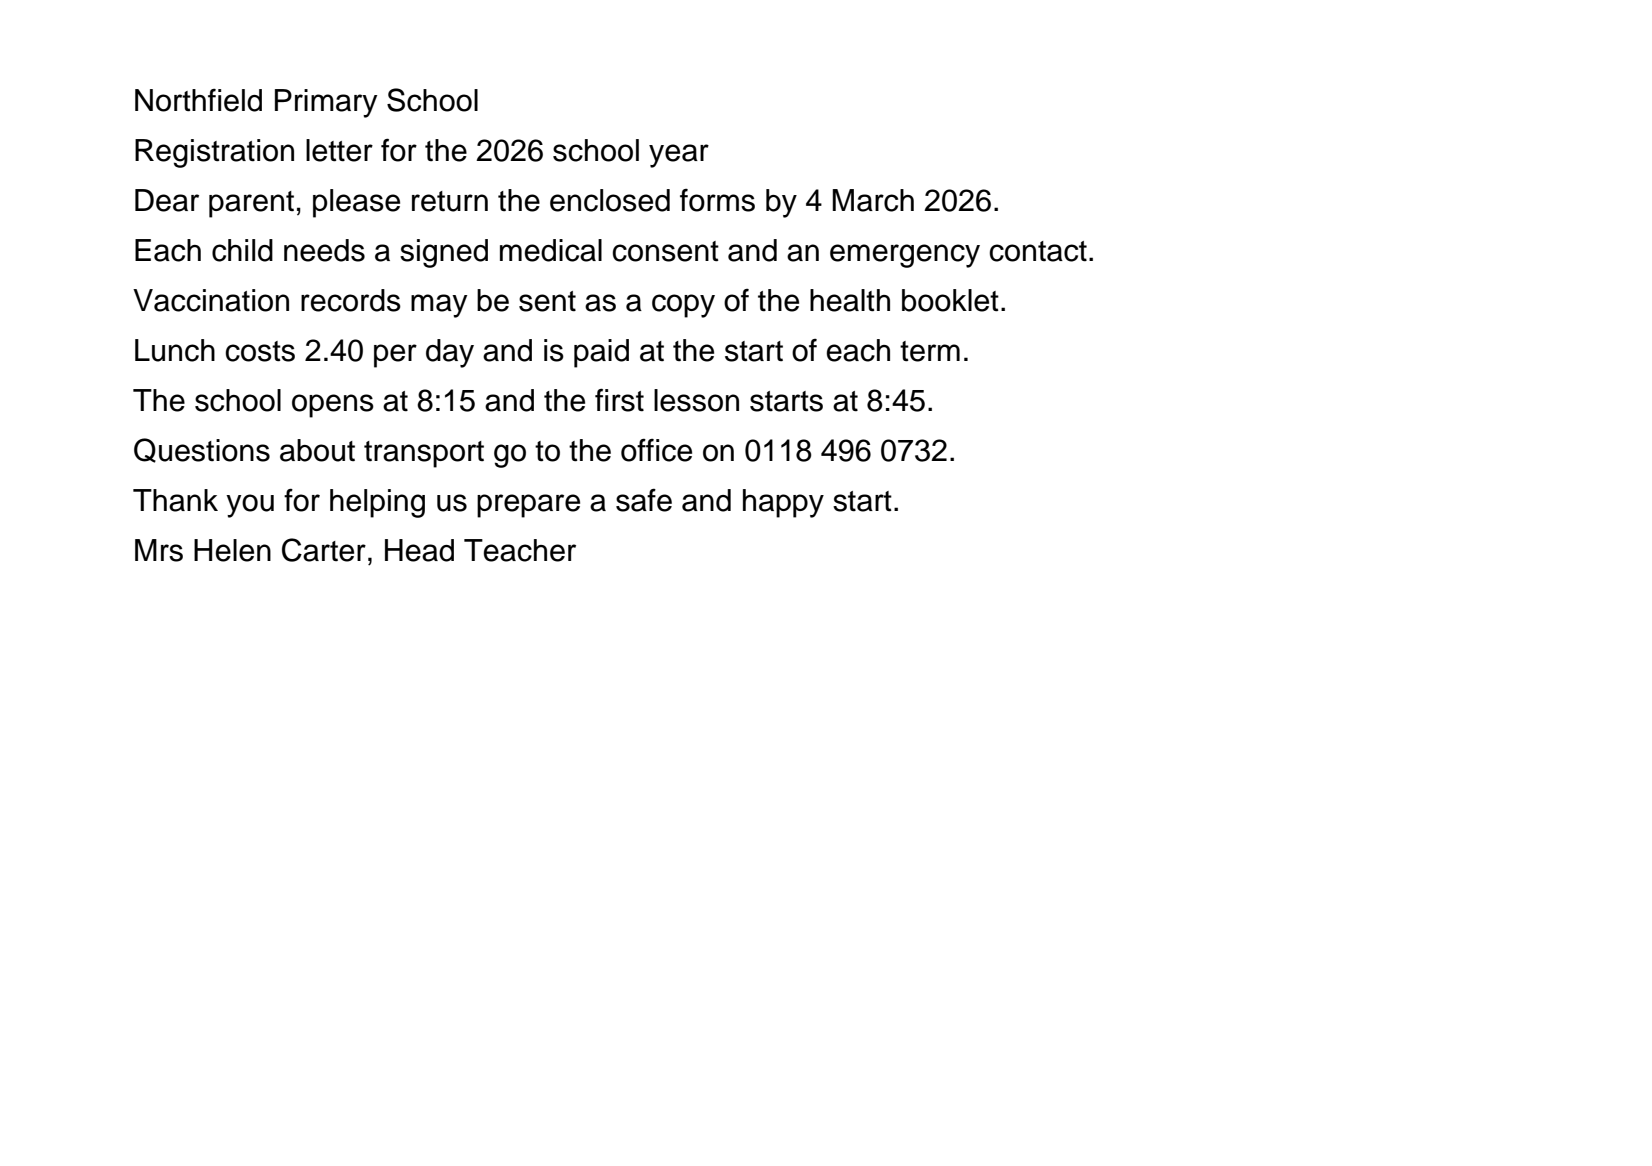 Northfield Primary School
Registration letter for the 2026 school year
Dear parent, please return the enclosed forms by 4 March 2026.
Each child needs a signed medical consent and an emergency contact.
Vaccination records may be sent as a copy of the health booklet.
Lunch costs 2.40 per day and is paid at the start of each term.
The school opens at 8:15 and the first lesson starts at 8:45.
Questions about transport go to the office on 0118 496 0732.
Thank you for helping us prepare a safe and happy start.
Mrs Helen Carter, Head Teacher